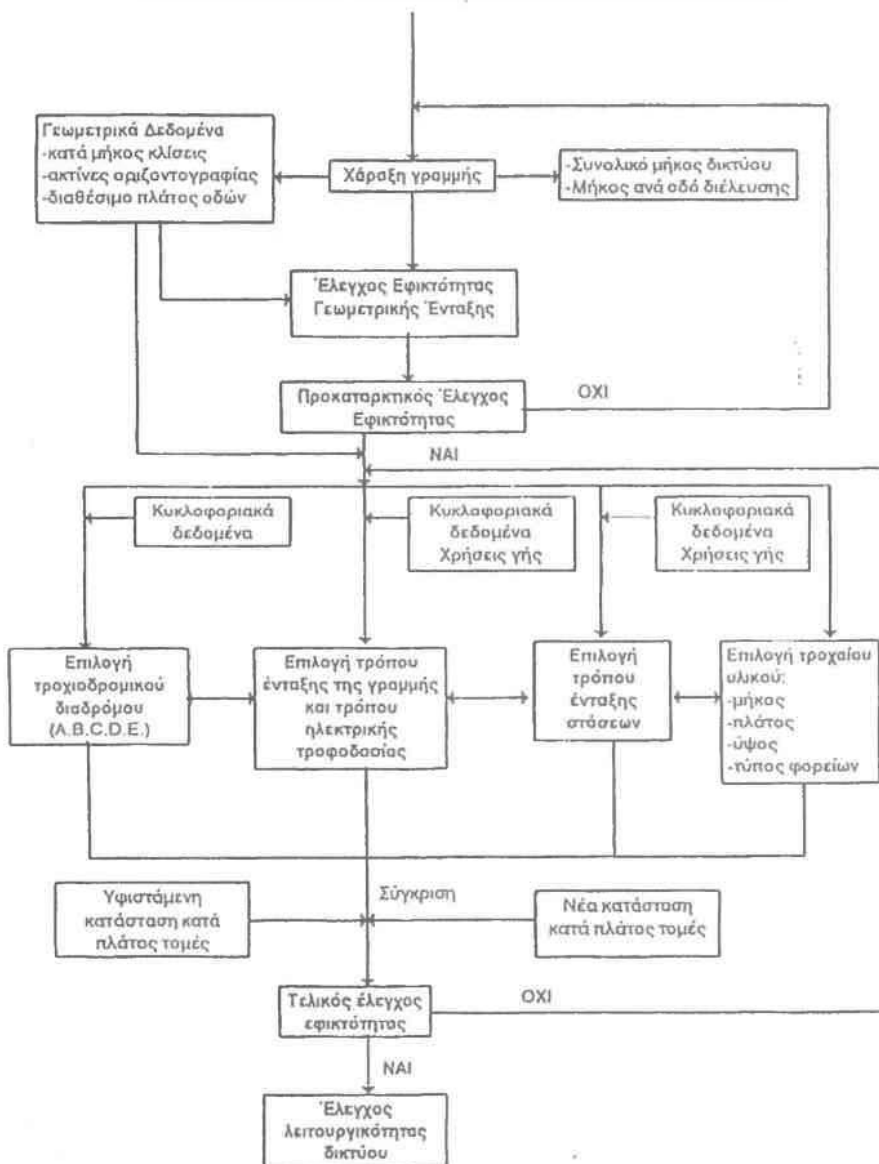 Γεωμετρικά Δεδομένα
-κατά μήκος κλίσεις
-ακτίνες οριζοντογραφίας
-διαθέσιμο πλάτος οδών
Χάραξη γραμμής
-Συνολικό μήκος δικτύου
-Μήκος ανά οδό διέλευσης
Έλεγχος Εφικτότητας
Γεωμετρικής Ένταξης
Προκαταρκτικός Έλεγχος
Εφικτότητας
ΟΧΙ
ΝΑΙ
Κυκλοφοριακά
δεδομένα
Κυκλοφοριακά
δεδομένα
Χρήσεις γής
Κυκλοφοριακά
δεδομένα
Χρήσεις γής
Επιλογή
τροχιοδρομικού
διαδρόμου
(A.B.C.D.E.)
Επιλογή τρόπου
ένταξης της γραμμής
και τρόπου
ηλεκτρικής
τροφοδασίας
Επιλογή
τρόπου
ένταξης
στάσεων
Επιλογή τροχαίου
υλικού:
-μήκος
-πλάτος
-ύψος
-τύπος φορείων
Σύγκριση
Υφιστάμενη
κατάσταση κατά
πλάτος τομές
Νέα κατάσταση
κατά πλάτος τομές
Τελικός έλεγχος
εφικτότητας
ΟΧΙ
ΝΑΙ
Έλεγχος
λειτουργικότητας
δικτύου